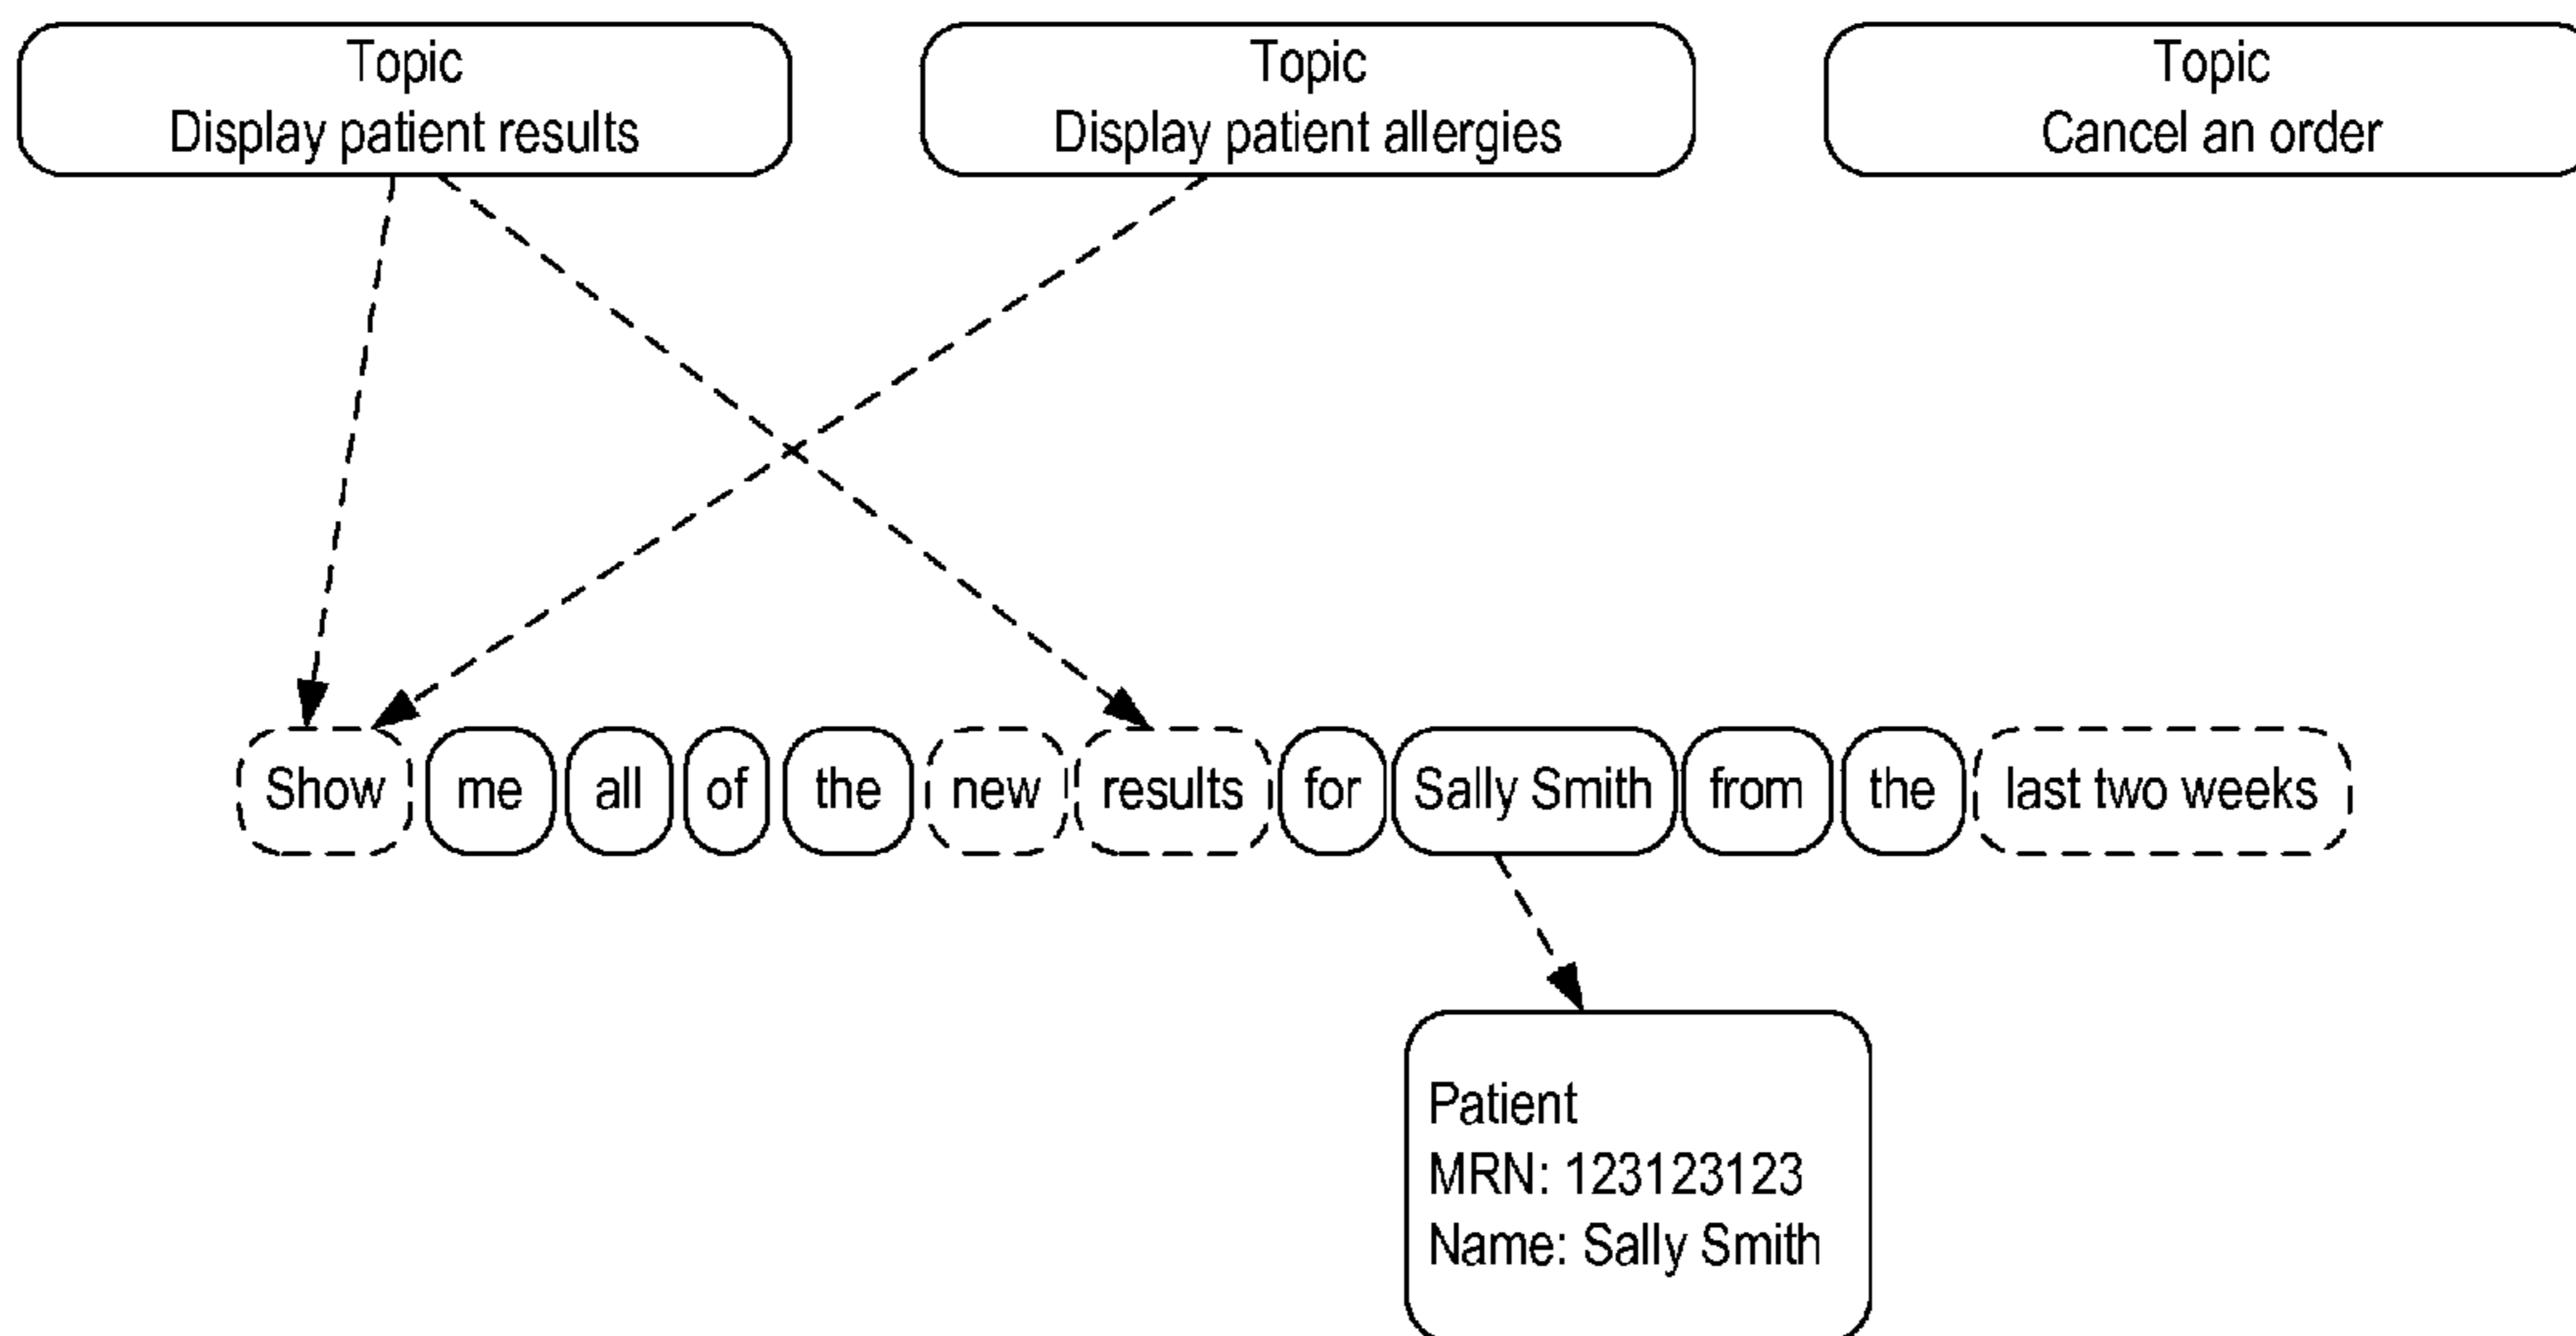 Topic
Display patient results
Topic
Display patient allergies
Topic
Cancel an order
Show me all of the new results for Sally Smith from the last two weeks
Patient
MRN: 123123123
Name: Sally Smith